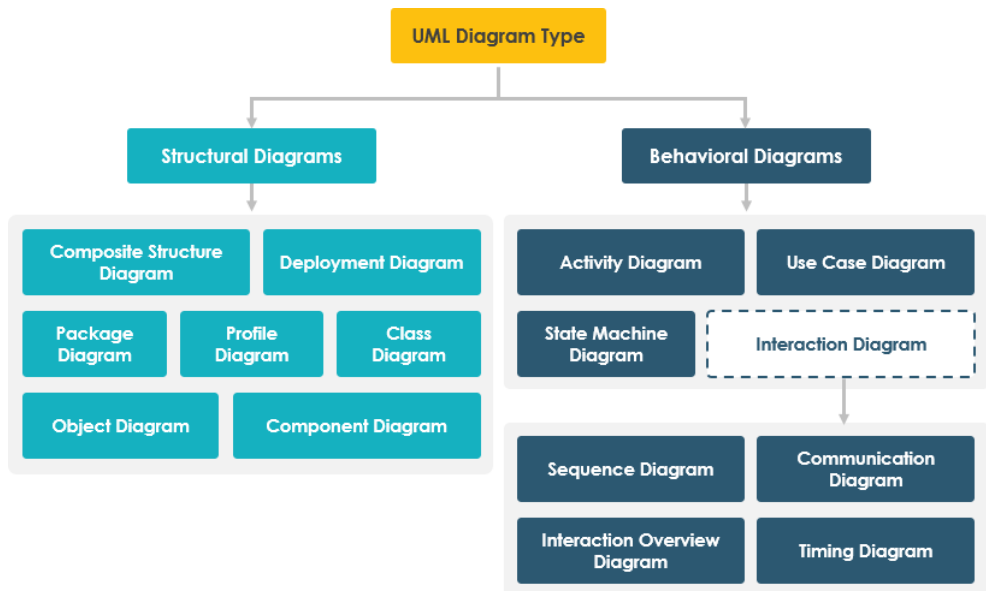 UML Diagram Type
Structural Diagrams
Behavioral Diagrams
Composite Structure
Diagram
Deployment Diagram
Package
Diagram
Profile
Diagram
Class
Diagram
Object Diagram
Component Diagram
Activity Diagram
Use Case Diagram
State Machine
Diagram
Interaction Diagram
Sequence Diagram
Communication
Diagram
Interaction Overview
Diagram
Timing Diagram